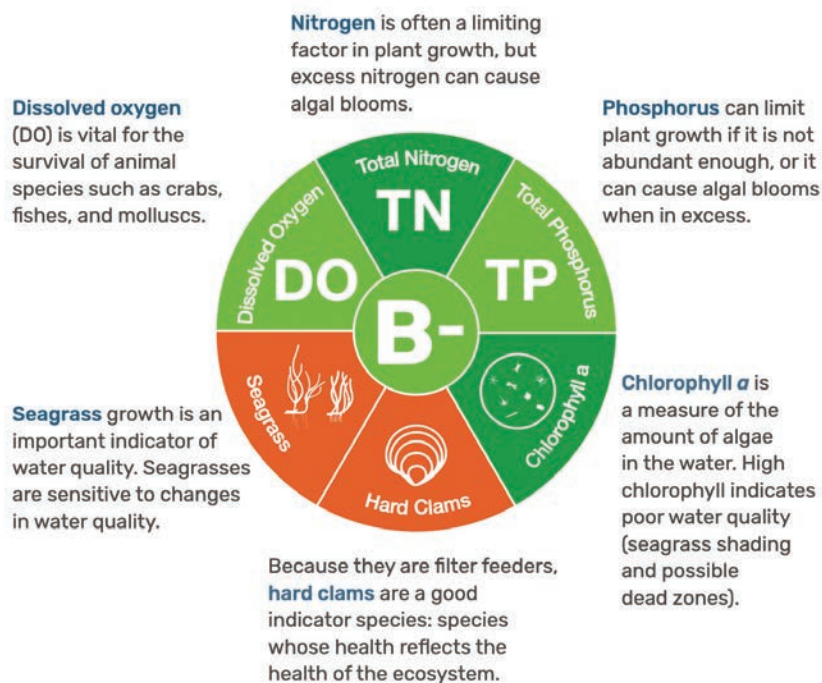 Nitrogen is often a limiting
factor in plant growth, but
excess nitrogen can cause
algal blooms.
Dissolved oxygen
(DO) is vital for the
survival of animal
species such as crabs,
fishes, and molluscs.
Phosphorus can limit
plant growth if it is not
abundant enough, or it
can cause algal blooms
when in excess.
Total Nitrogen
TN
Dissolved Oxygen
DO
Total Phosphorus
TP
B-
Seagrass
Hard Clams
Chlorophyll a
Seagrass growth is an
important indicator of
water quality. Seagrasses
are sensitive to changes
in water quality.
Chlorophyll a is
a measure of the
amount of algae
in the water. High
chlorophyll indicates
poor water quality
(seagrass shading
and possible
dead zones).
Because they are filter feeders,
hard clams are a good
indicator species: species
whose health reflects the
health of the ecosystem.